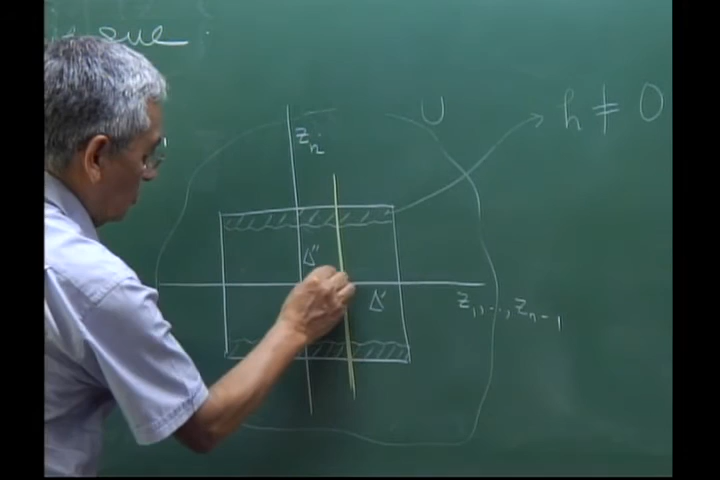 U
h ≠ 0
z_n
Δ''
Δ'
z_1, ..., z_{n-1}